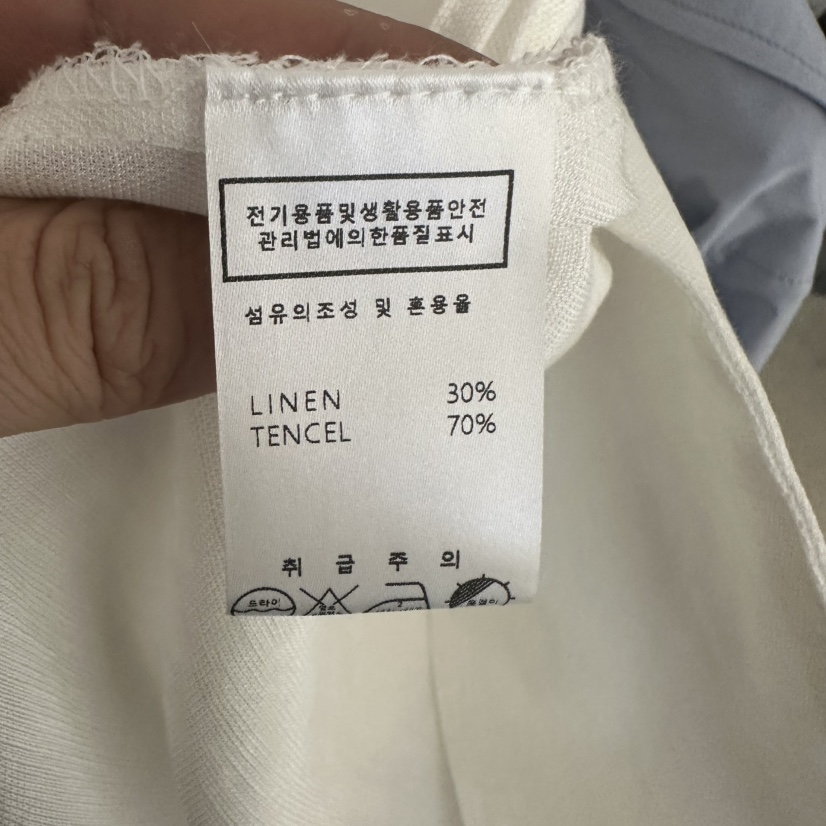 전기용품및생활용품안전
관리법에의한품질표시
섬유의조성 및 혼용율
LINEN 30%
TENCEL 70%
취급주의
드라이
2